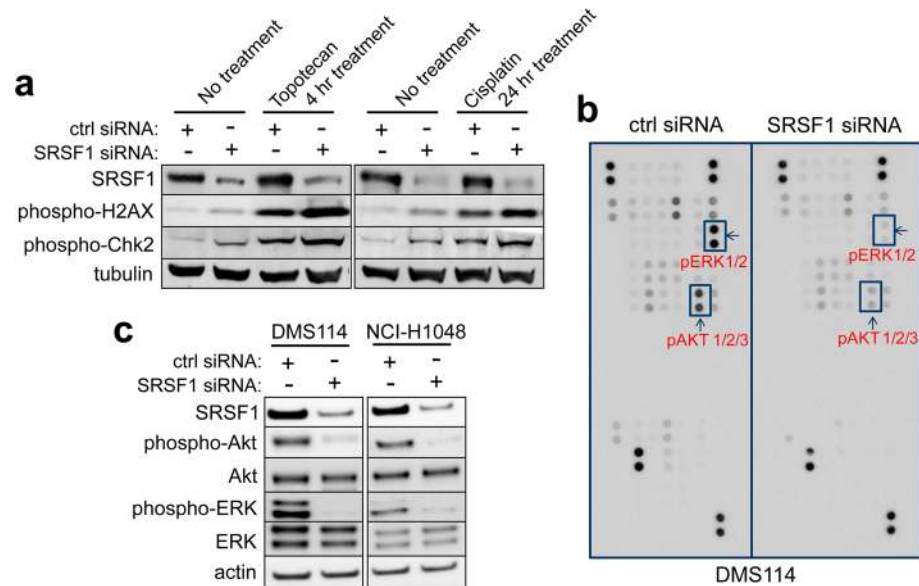 a
No treatment
Topotecan
4 hr treatment
No treatment
Cisplatin
24 hr treatment
ctrl siRNA: + - + - + - + -
SRSF1 siRNA: - + - + - + - +
SRSF1
phospho-H2AX
phospho-Chk2
tubulin
b
ctrl siRNA SRSF1 siRNA
pERK1/2 pERK1/2
pAKT 1/2/3 pAKT 1/2/3
DMS114
c
DMS114 NCI-H1048
ctrl siRNA: + - + -
SRSF1 siRNA: - + - +
SRSF1
phospho-Akt
Akt
phospho-ERK
ERK
actin